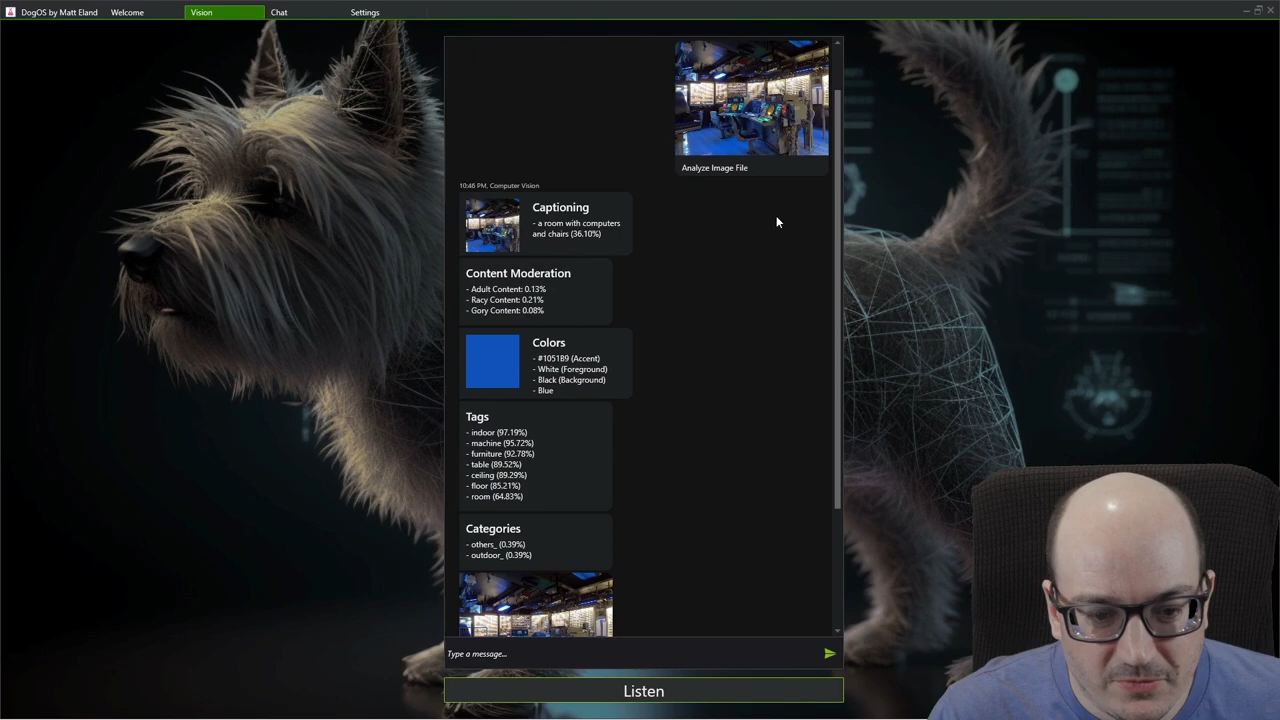 DogOS by Matt Eland
Welcome
Vision
Chat
Settings
Analyze Image File
10:46 PM, Computer Vision
Captioning
- a room with computers
and chairs (36.10%)
Content Moderation
- Adult Content: 0.13%
- Racy Content: 0.21%
- Gory Content: 0.08%
Colors
- #1051B9 (Accent)
- White (Foreground)
- Black (Background)
- Blue
Tags
- indoor (97.19%)
- machine (95.72%)
- furniture (92.78%)
- table (89.52%)
- ceiling (89.29%)
- floor (85.21%)
- room (64.83%)
Categories
- others_ (0.39%)
- outdoor_ (0.39%)
Type a message...
Listen